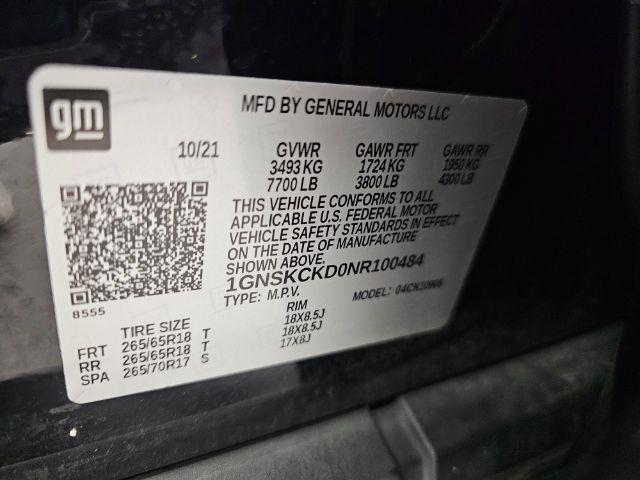 gm
MFD BY GENERAL MOTORS LLC
10/21 GVWR GAWR FRT GAWR RR
3493 KG 1724 KG 1950 KG
7700 LB 3800 LB 4300 LB
THIS VEHICLE CONFORMS TO ALL
APPLICABLE U.S. FEDERAL MOTOR
VEHICLE SAFETY STANDARDS IN EFFECT
ON THE DATE OF MANUFACTURE
SHOWN ABOVE.
1GNSKCKD0NR100484
TYPE: M.P.V. MODEL:
8555
TIRE SIZE RIM
FRT 265/65R18 T 18X8.5J
RR 265/65R18 T 18X8.5J
SPA 265/70R17 S 17X8J